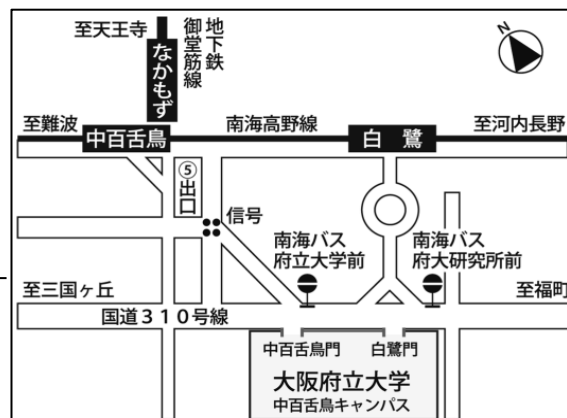 至天王寺
地下鉄
御堂筋線
なかもず
N
至難波
中百舌鳥
南海高野線
白鷺
至河内長野
⑤出口
信号
南海バス
府立大学前
南海バス
府大研究所前
至三国ヶ丘
至福町
国道310号線
中百舌鳥門
白鷺門
大阪府立大学
中百舌鳥キャンパス